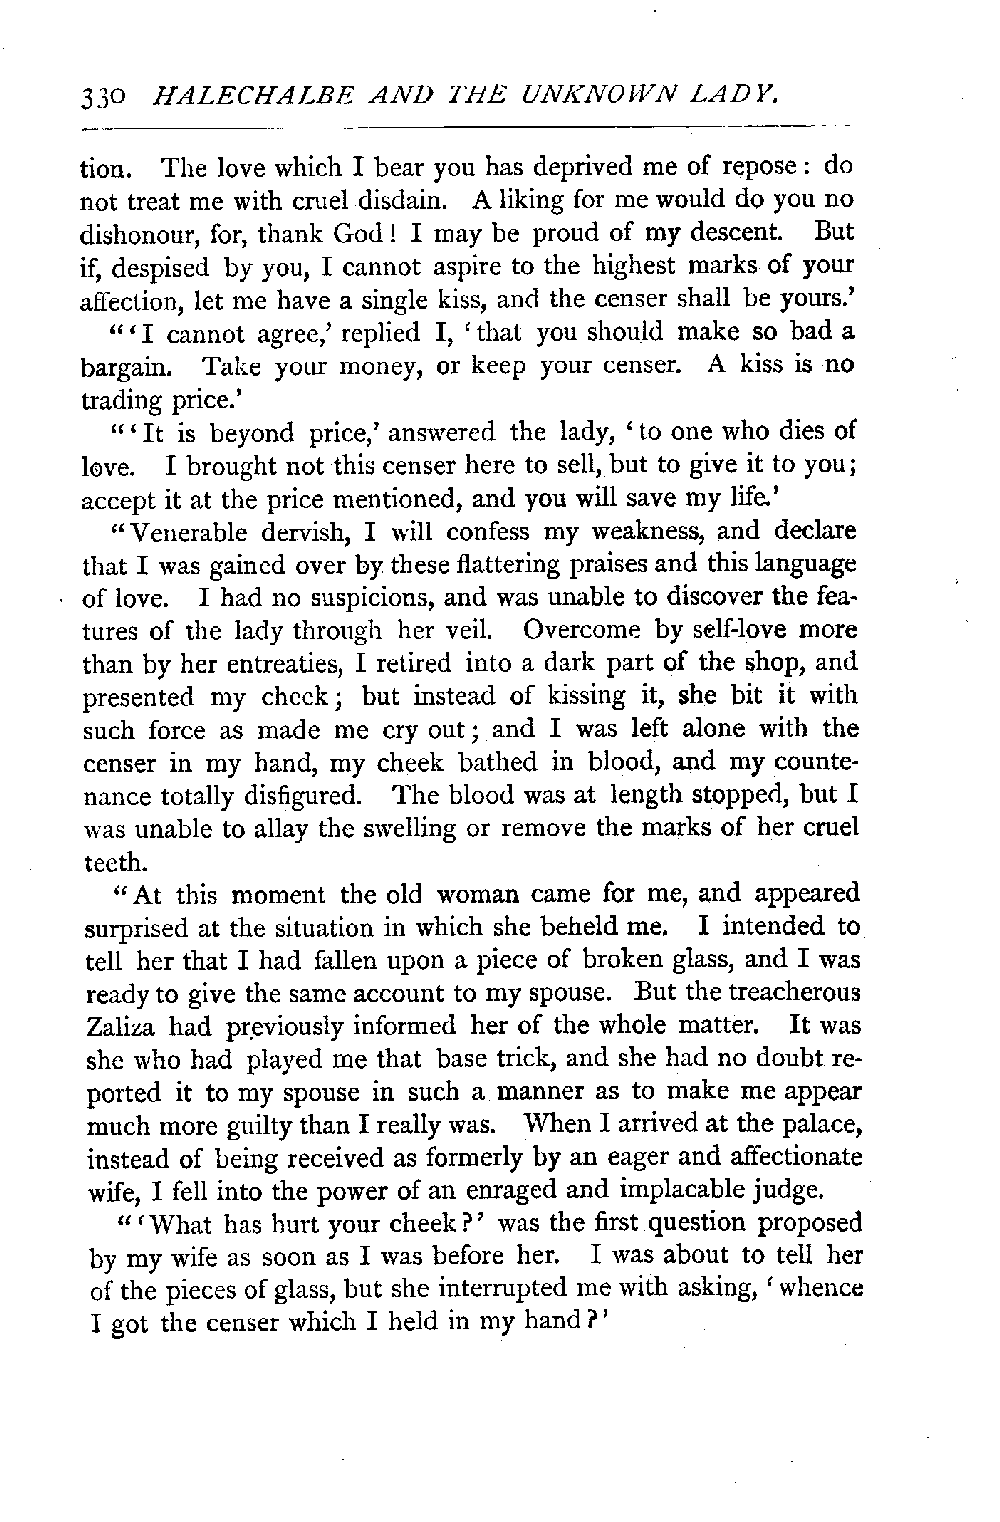 330 HALECHALBE AND THE UNKNOWN LADY.
tion. The love which I bear you has deprived me of repose: do
not treat me with cruel disdain. A liking for me would do you no
dishonour, for, thank God! I may be proud of my descent. But
if, despised by you, I cannot aspire to the highest marks of your
affection, let me have a single kiss, and the censer shall be yours.'
"'I cannot agree,' replied I, 'that you should make so bad a
bargain. Take your money, or keep your censer. A kiss is no
trading price.'
"'It is beyond price,' answered the lady, 'to one who dies of
love. I brought not this censer here to sell, but to give it to you;
accept it at the price mentioned, and you will save my life.'
"Venerable dervish, I will confess my weakness, and declare
that I was gained over by these flattering praises and this language
of love. I had no suspicions, and was unable to discover the fea-
tures of the lady through her veil. Overcome by self-love more
than by her entreaties, I retired into a dark part of the shop, and
presented my cheek; but instead of kissing it, she bit it with
such force as made me cry out; and I was left alone with the
censer in my hand, my cheek bathed in blood, and my counte-
nance totally disfigured. The blood was at length stopped, but I
was unable to allay the swelling or remove the marks of her cruel
teeth.
"At this moment the old woman came for me, and appeared
surprised at the situation in which she beheld me. I intended to
tell her that I had fallen upon a piece of broken glass, and I was
ready to give the same account to my spouse. But the treacherous
Zaliza had previously informed her of the whole matter. It was
she who had played me that base trick, and she had no doubt re-
ported it to my spouse in such a manner as to make me appear
much more guilty than I really was. When I arrived at the palace,
instead of being received as formerly by an eager and affectionate
wife, I fell into the power of an enraged and implacable judge.
"'What has hurt your cheek?' was the first question proposed
by my wife as soon as I was before her. I was about to tell her
of the pieces of glass, but she interrupted me with asking, 'whence
I got the censer which I held in my hand?'